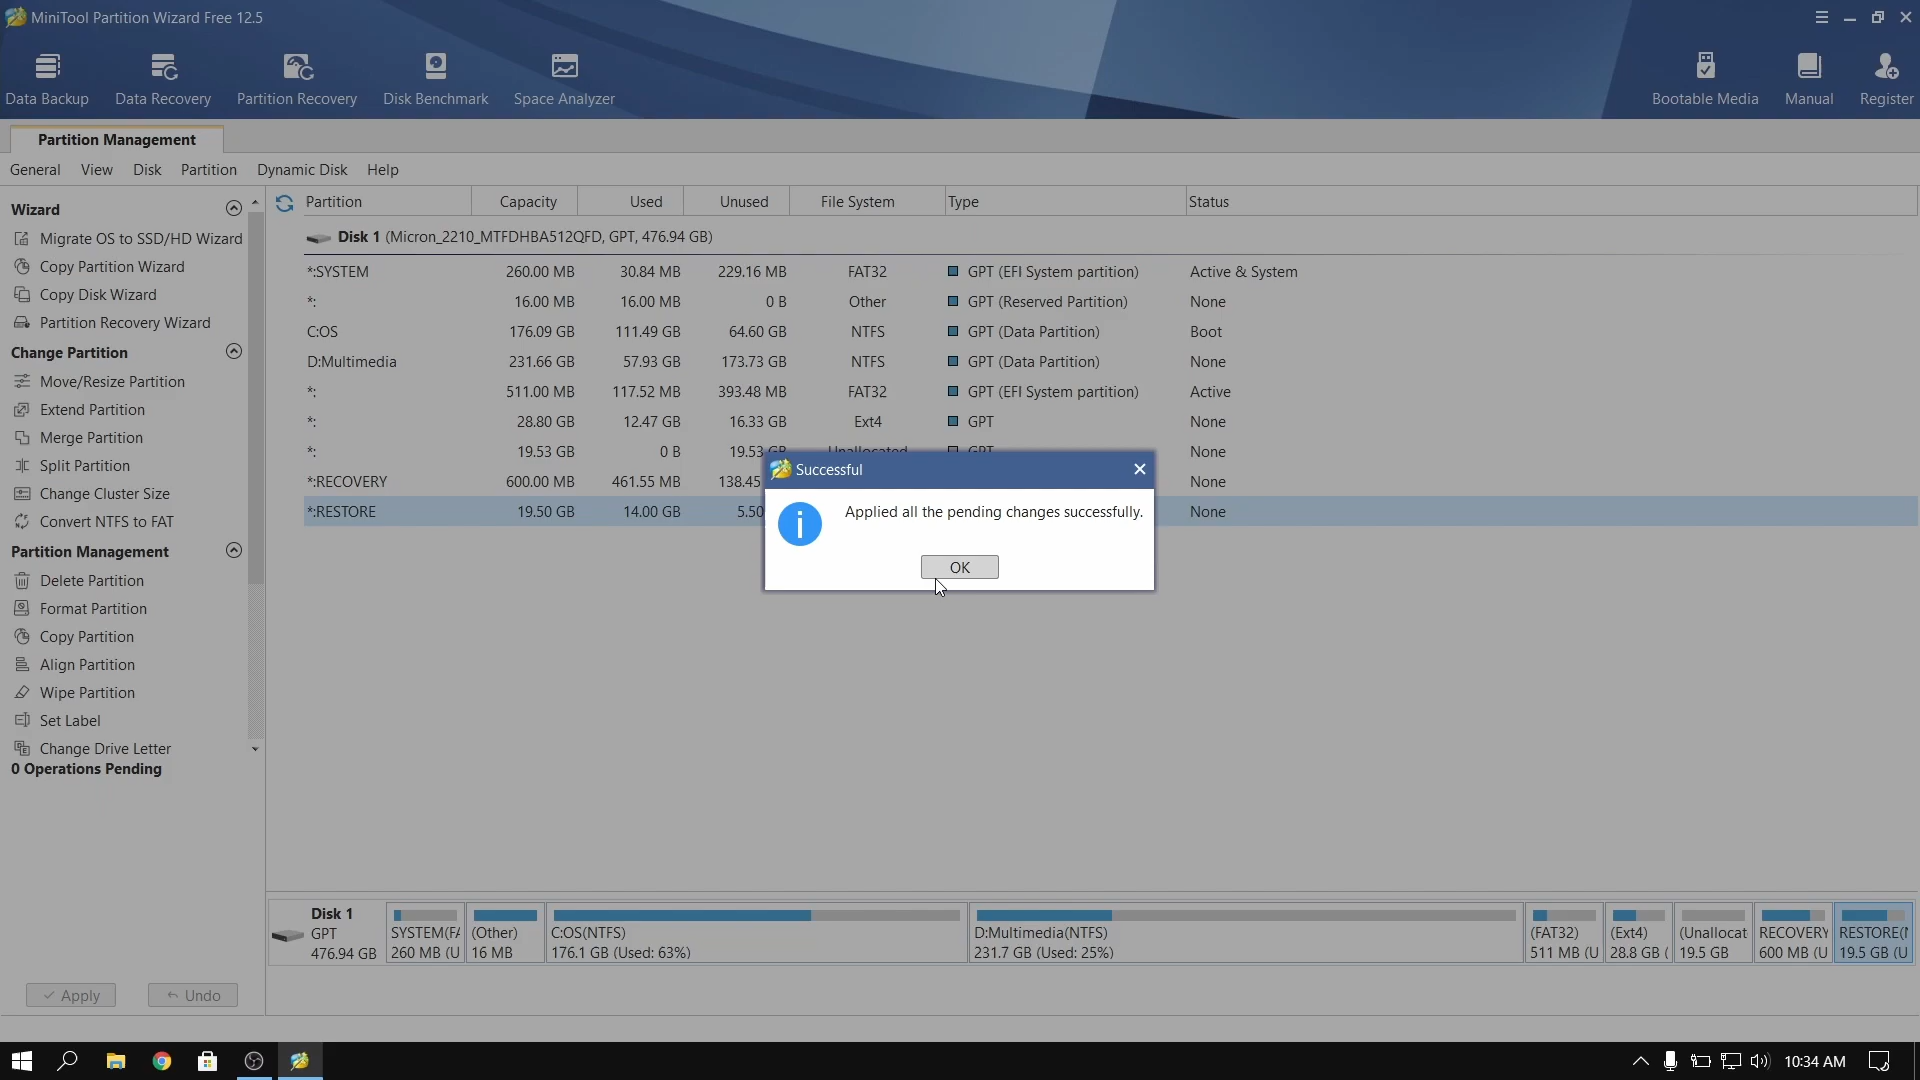 MiniTool Partition Wizard Free 12.5
Data Backup
Data Recovery
Partition Recovery
Disk Benchmark
Space Analyzer
Bootable Media
Manual
Register
Partition Management
General View Disk Partition Dynamic Disk Help
Wizard
Migrate OS to SSD/HD Wizard
Copy Partition Wizard
Copy Disk Wizard
Partition Recovery Wizard
Change Partition
Move/Resize Partition
Extend Partition
Merge Partition
Split Partition
Change Cluster Size
Convert NTFS to FAT
Partition Management
Delete Partition
Format Partition
Copy Partition
Align Partition
Wipe Partition
Set Label
Change Drive Letter
0 Operations Pending
Apply
Undo
Partition Capacity Used Unused File System Type Status
Disk 1 (Micron_2210_MTFDHBA512QFD, GPT, 476.94 GB)
*:SYSTEM 260.00 MB 30.84 MB 229.16 MB FAT32 GPT (EFI System partition) Active & System
*: 16.00 MB 16.00 MB 0 B Other GPT (Reserved Partition) None
C:OS 176.09 GB 111.49 GB 64.60 GB NTFS GPT (Data Partition) Boot
D:Multimedia 231.66 GB 57.93 GB 173.73 GB NTFS GPT (Data Partition) None
*: 511.00 MB 117.52 MB 393.48 MB FAT32 GPT (EFI System partition) Active
*: 28.80 GB 12.47 GB 16.33 GB Ext4 GPT None
*: 19.53 GB 0 B 19.53 GB Unallocated GPT None
*:RECOVERY 600.00 MB 461.55 MB 138.45 None
*:RESTORE 19.50 GB 14.00 GB 5.50 None
Successful
Applied all the pending changes successfully.
OK
Disk 1
GPT
476.94 GB
SYSTEM(FA
260 MB (U
(Other)
16 MB
C:OS(NTFS)
176.1 GB (Used: 63%)
D:Multimedia(NTFS)
231.7 GB (Used: 25%)
(FAT32)
511 MB (U
(Ext4)
28.8 GB (
(Unallocat
19.5 GB
RECOVERY
600 MB (U
RESTORE(N
19.5 GB (U
10:34 AM